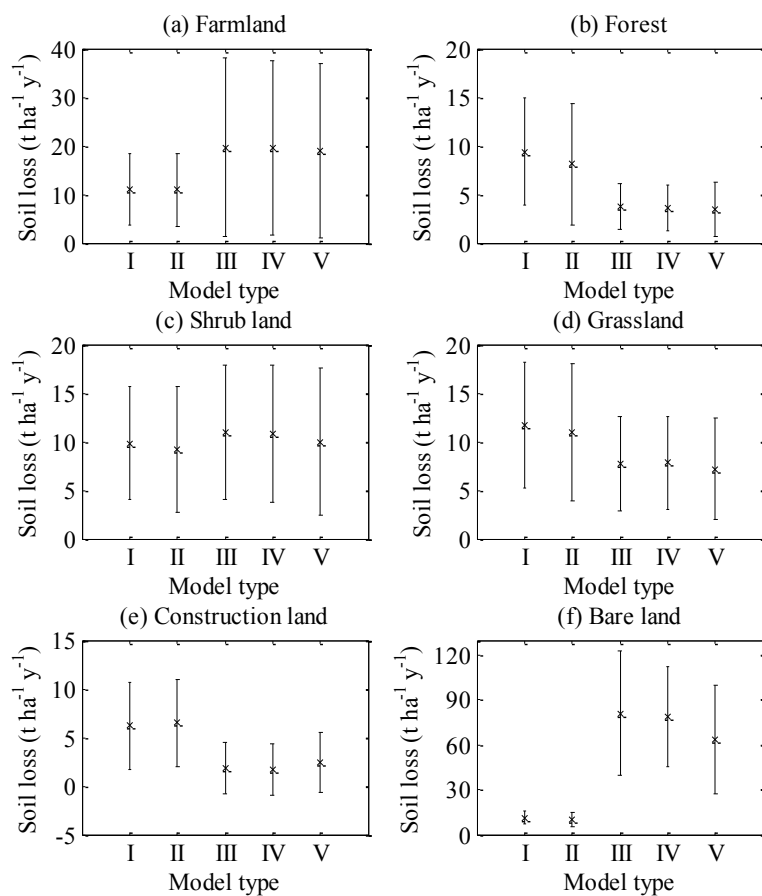 (a) Farmland
Soil loss (t ha⁻¹ y⁻¹)
40
30
20
10
0
I II III IV V
Model type
(b) Forest
Soil loss (t ha⁻¹ y⁻¹)
20
15
10
5
0
I II III IV V
Model type
(c) Shrub land
Soil loss (t ha⁻¹ y⁻¹)
20
15
10
5
0
I II III IV V
Model type
(d) Grassland
Soil loss (t ha⁻¹ y⁻¹)
20
15
10
5
0
I II III IV V
Model type
(e) Construction land
Soil loss (t ha⁻¹ y⁻¹)
15
10
5
0
-5
I II III IV V
Model type
(f) Bare land
Soil loss (t ha⁻¹ y⁻¹)
120
90
60
30
0
I II III IV V
Model type